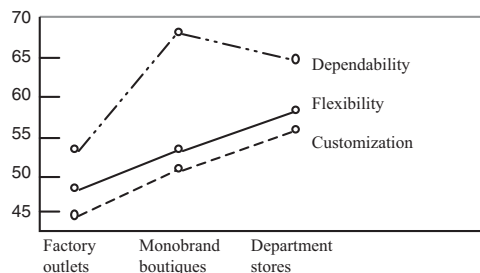 70
65
60
55
50
45
Dependability
Flexibility
Customization
Factory Monobrand Department
outlets boutiques stores